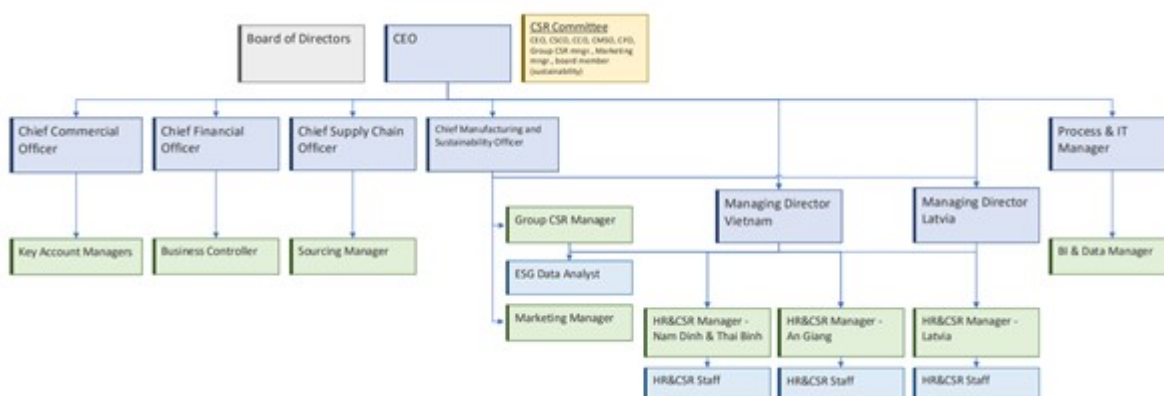 Board of Directors
CEO
CSR Committee
CEO, CSCO, CCO, CMSO, CFO,
Group CSR mngr., Marketing
mngr., board member
(sustainability)
Chief Commercial
Officer
Chief Financial
Officer
Chief Supply Chain
Officer
Chief Manufacturing and
Sustainability Officer
Process & IT
Manager
Managing Director
Vietnam
Managing Director
Latvia
Group CSR Manager
Key Account Managers
Business Controller
Sourcing Manager
BI & Data Manager
ESG Data Analyst
Marketing Manager
HR&CSR Manager -
Nam Dinh & Thai Binh
HR&CSR Manager -
An Giang
HR&CSR Manager -
Latvia
HR&CSR Staff
HR&CSR Staff
HR&CSR Staff